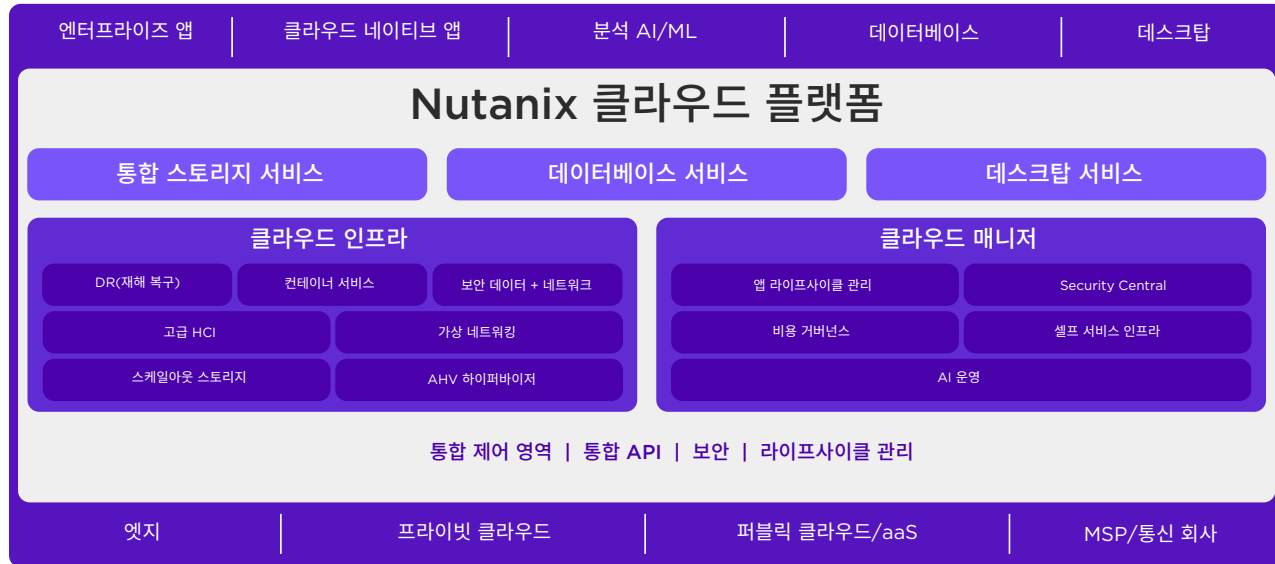 엔터프라이즈 앱 | 클라우드 네이티브 앱 | 분석 AI/ML | 데이터베이스 | 데스크탑
Nutanix 클라우드 플랫폼
통합 스토리지 서비스 데이터베이스 서비스 데스크탑 서비스
클라우드 인프라
DR(재해 복구) 컨테이너 서비스 보안 데이터 + 네트워크
고급 HCI 가상 네트워킹
스케일아웃 스토리지 AHV 하이퍼바이저
클라우드 매니저
앱 라이프사이클 관리 Security Central
비용 거버넌스 셀프 서비스 인프라
AI 운영
통합 제어 영역 | 통합 API | 보안 | 라이프사이클 관리
엣지 | 프라이빗 클라우드 | 퍼블릭 클라우드/aaS | MSP/통신 회사